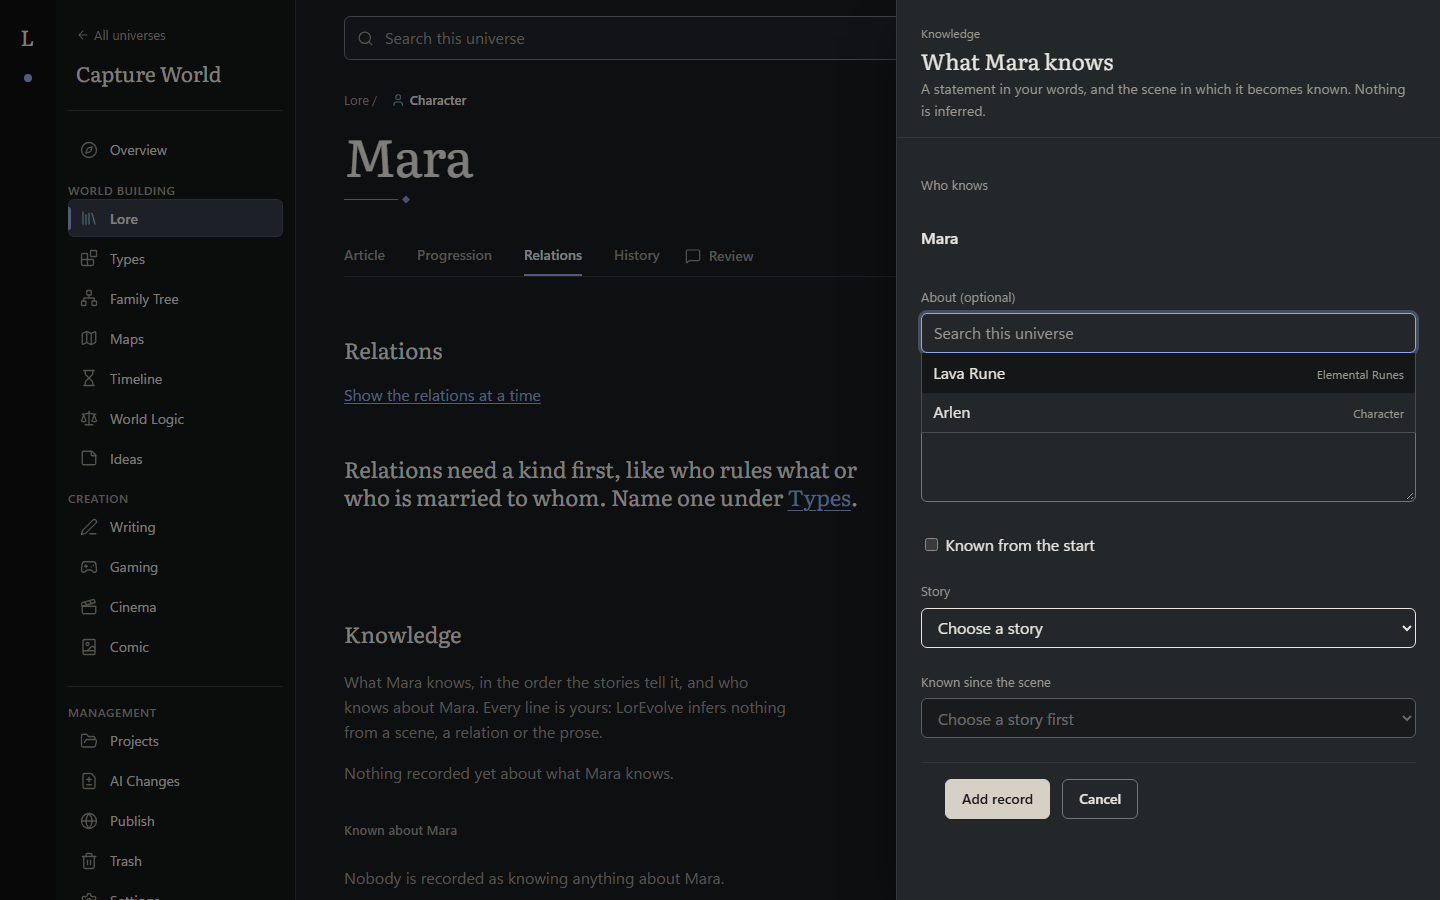 L
← All universes
Capture World
Overview
WORLD BUILDING
Lore
Types
Family Tree
Maps
Timeline
World Logic
Ideas
CREATION
Writing
Gaming
Cinema
Comic
MANAGEMENT
Projects
AI Changes
Publish
Trash
Settings
Search this universe
Lore / Character
Mara
Article Progression Relations History Review
Relations
Show the relations at a time
Relations need a kind first, like who rules what or
who is married to whom. Name one under Types.
Knowledge
What Mara knows, in the order the stories tell it, and who
knows about Mara. Every line is yours: LorEvolve infers nothing
from a scene, a relation or the prose.
Nothing recorded yet about what Mara knows.
Known about Mara
Nobody is recorded as knowing anything about Mara.
Knowledge
What Mara knows
A statement in your words, and the scene in which it becomes known. Nothing
is inferred.
Who knows
Mara
About (optional)
Search this universe
Lava Rune Elemental Runes
Arlen Character
Known from the start
Story
Choose a story
Known since the scene
Choose a story first
Add record Cancel